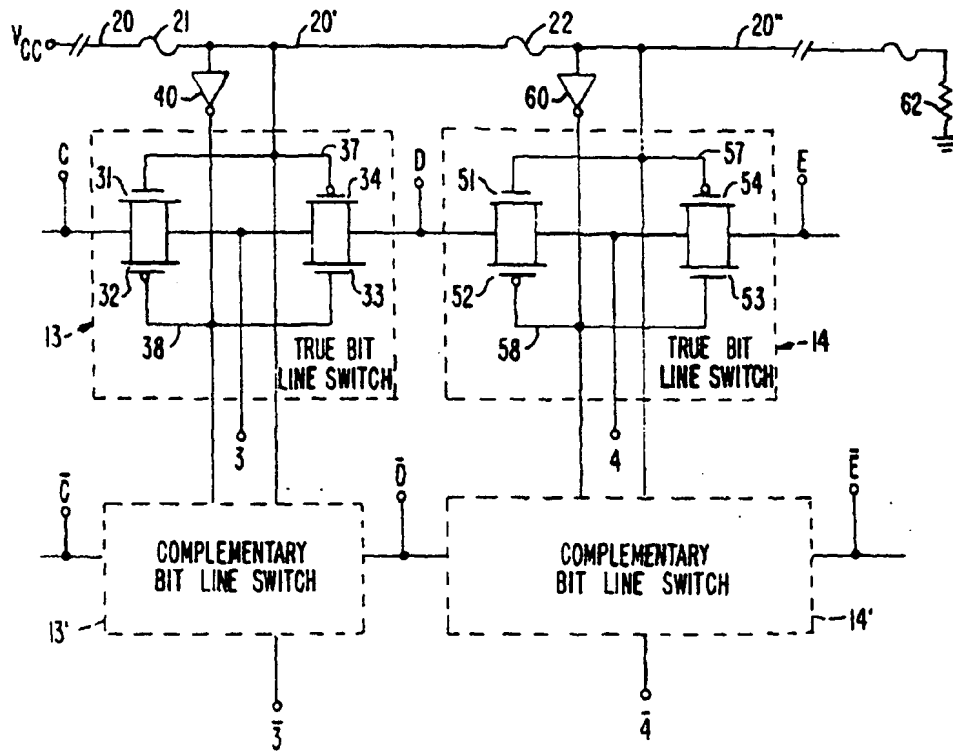 VCC 20 21 20' 22 20"
40 60 62
C 31 37 34 D 51 57 54 E
32 33 52 53
13 38 58 14
TRUE BIT
LINE SWITCH
TRUE BIT
LINE SWITCH
3 4
C̅ D̅ E̅
COMPLEMENTARY
BIT LINE SWITCH
COMPLEMENTARY
BIT LINE SWITCH
13' 14'
3̅ 4̅